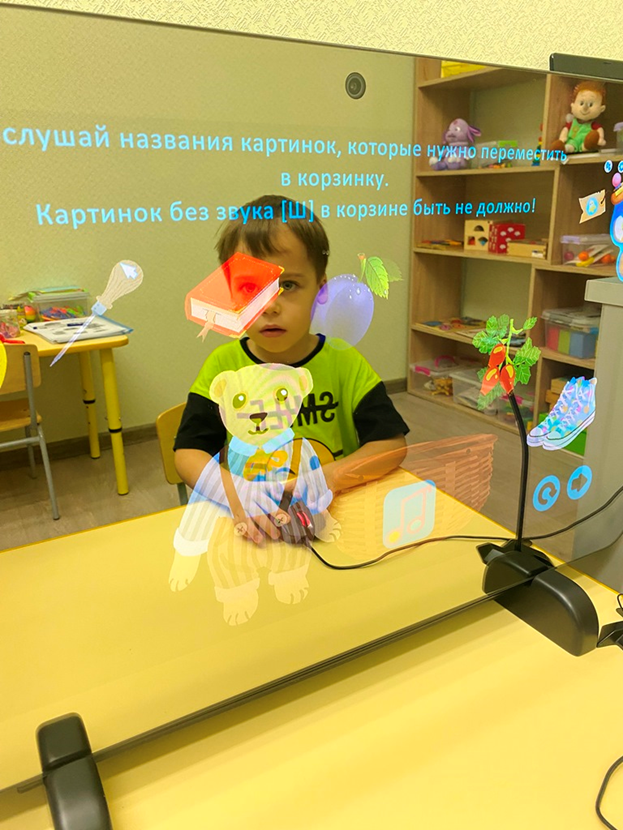 слушай названия картинок, которые нужно переместить
в корзинку.
Картинок без звука [Ш] в корзине быть не должно!